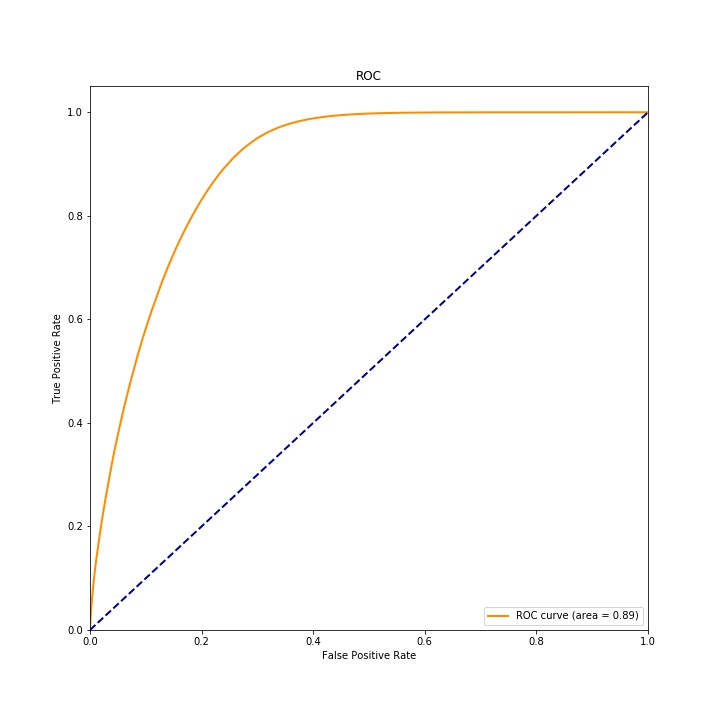 ROC
1.0
0.8
0.6
0.4
0.2
0.0
True Positive Rate
0.0 0.2 0.4 0.6 0.8 1.0
False Positive Rate
ROC curve (area = 0.89)